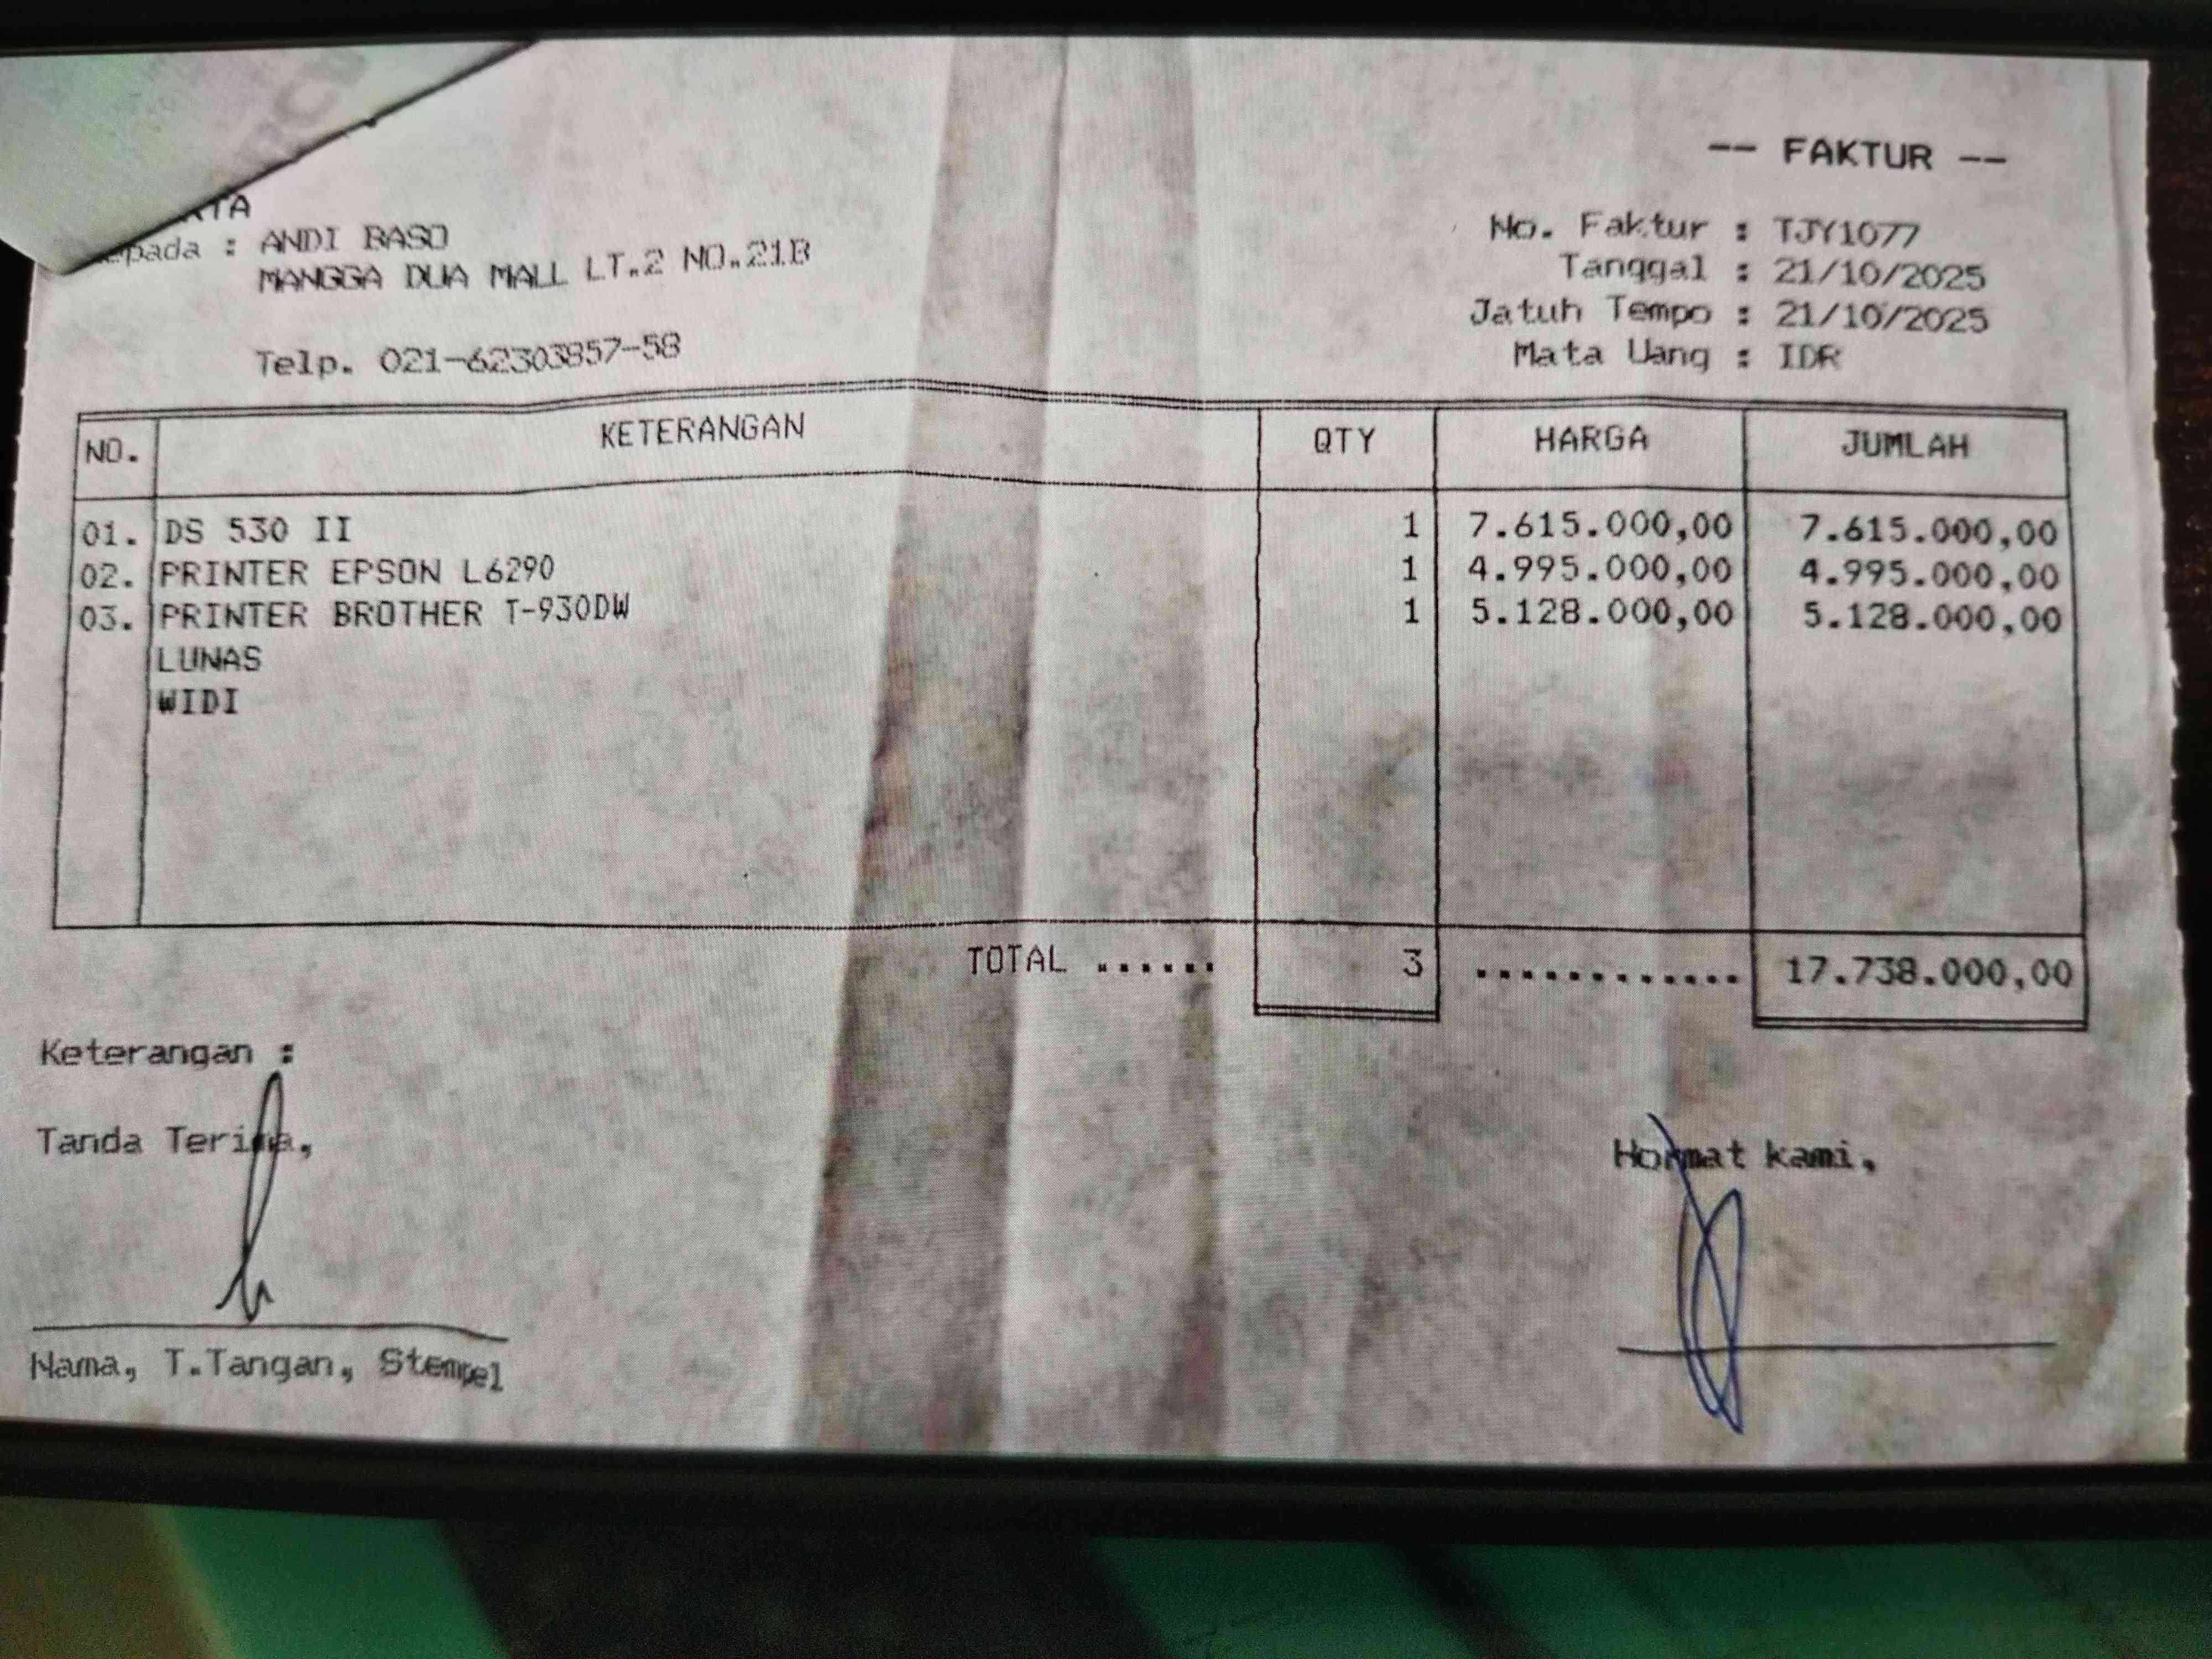 -- FAKTUR --
No. Faktur : TJY1077
Tanggal : 21/10/2025
Jatuh Tempo : 21/10/2025
Mata Uang : IDR
epada : ANDI BASO
MANGGA DUA MALL LT.2 NO.21B
Telp. 021-62303857-58
NO. KETERANGAN QTY HARGA JUMLAH
01. DS 530 II 1 7.615.000,00 7.615.000,00
02. PRINTER EPSON L6290 1 4.995.000,00 4.995.000,00
03. PRINTER BROTHER T-930DW 1 5.128.000,00 5.128.000,00
LUNAS
WIDI
TOTAL ...... 3 ............ 17.738.000,00
Keterangan :
Tanda Terima,
Hormat kami,
Nama, T.Tangan, Stempel